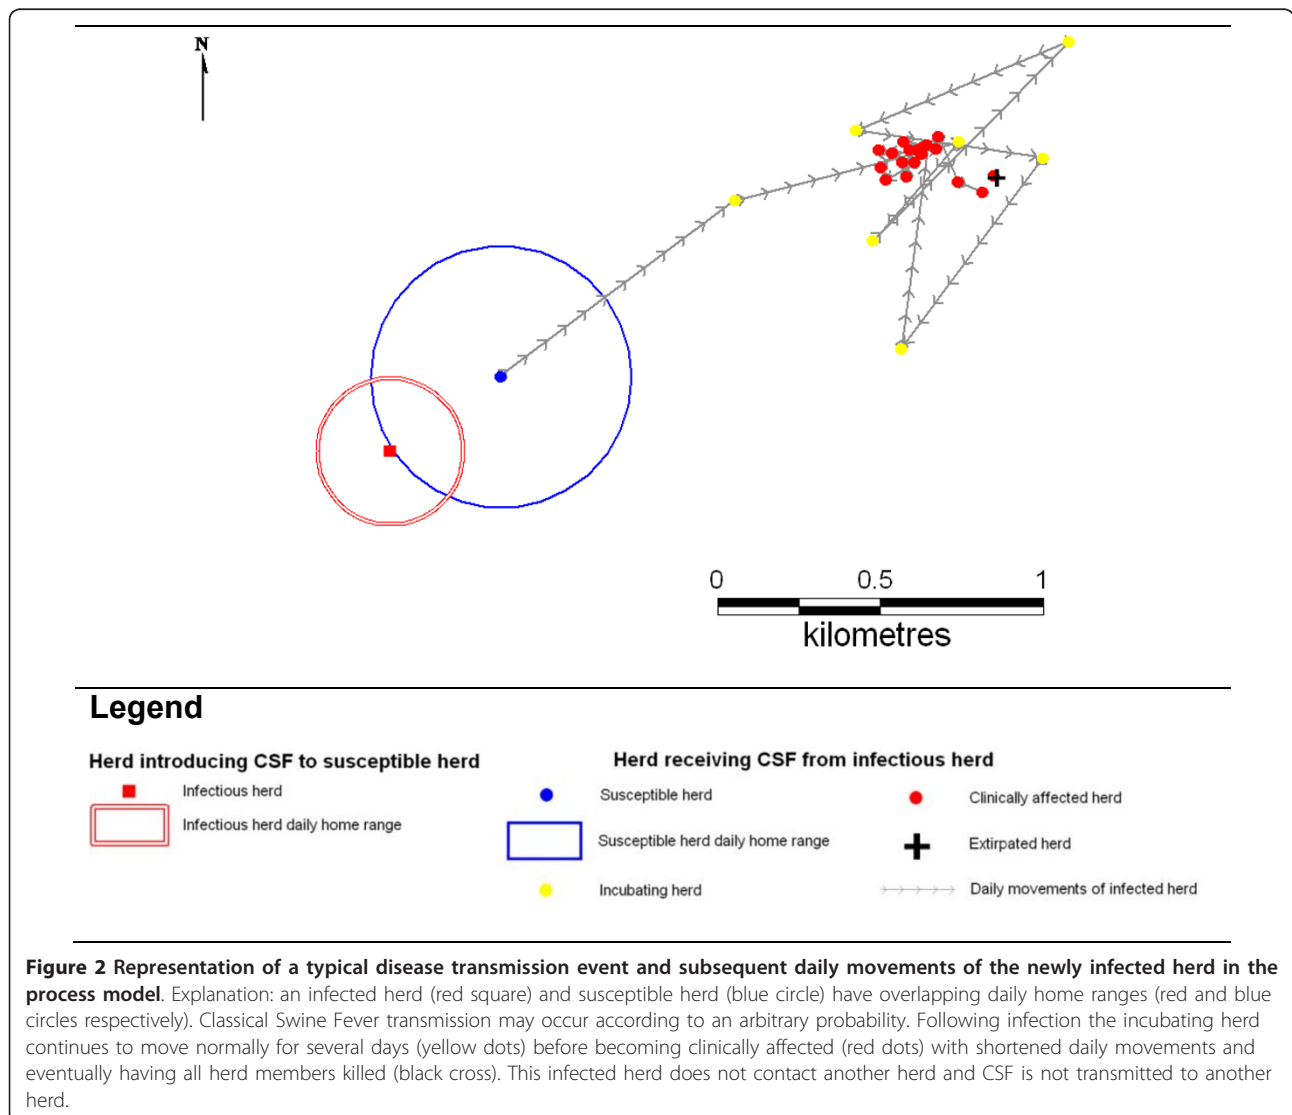 N
0 0.5 1
kilometres
Legend
Herd introducing CSF to susceptible herd
Infectious herd
Infectious herd daily home range
Herd receiving CSF from infectious herd
Susceptible herd
Susceptible herd daily home range
Incubating herd
Clinically affected herd
Extirpated herd
Daily movements of infected herd
Figure 2 Representation of a typical disease transmission event and subsequent daily movements of the newly infected herd in the
process model. Explanation: an infected herd (red square) and susceptible herd (blue circle) have overlapping daily home ranges (red and blue
circles respectively). Classical Swine Fever transmission may occur according to an arbitrary probability. Following infection the incubating herd
continues to move normally for several days (yellow dots) before becoming clinically affected (red dots) with shortened daily movements and
eventually having all herd members killed (black cross). This infected herd does not contact another herd and CSF is not transmitted to another
herd.